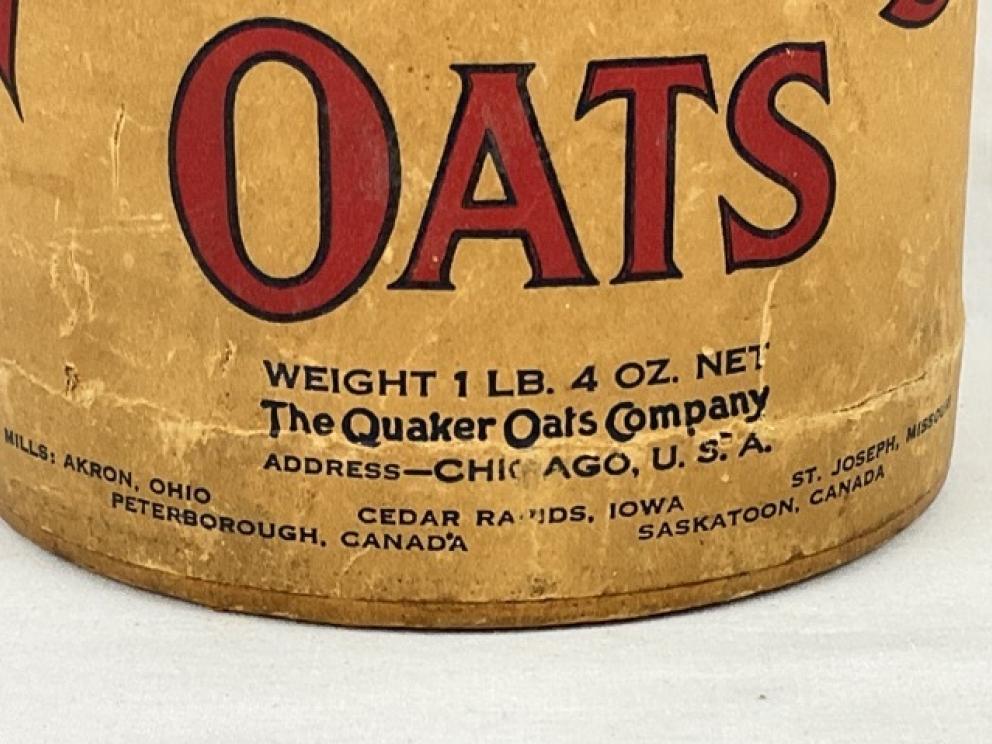 OATS
WEIGHT 1 LB. 4 OZ. NET
The Quaker Oats Company
ADDRESS—CHICAGO, U. S. A.
MILLS: AKRON, OHIO CEDAR RAPIDS, IOWA ST. JOSEPH, MISSOURI
PETERBOROUGH, CANADA SASKATOON, CANADA